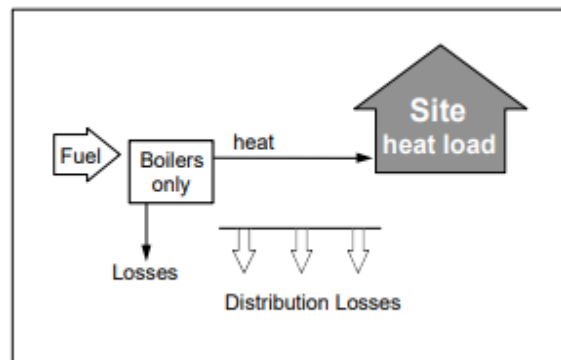 Site
heat load
Fuel
Boilers
only
heat
Losses
Distribution Losses